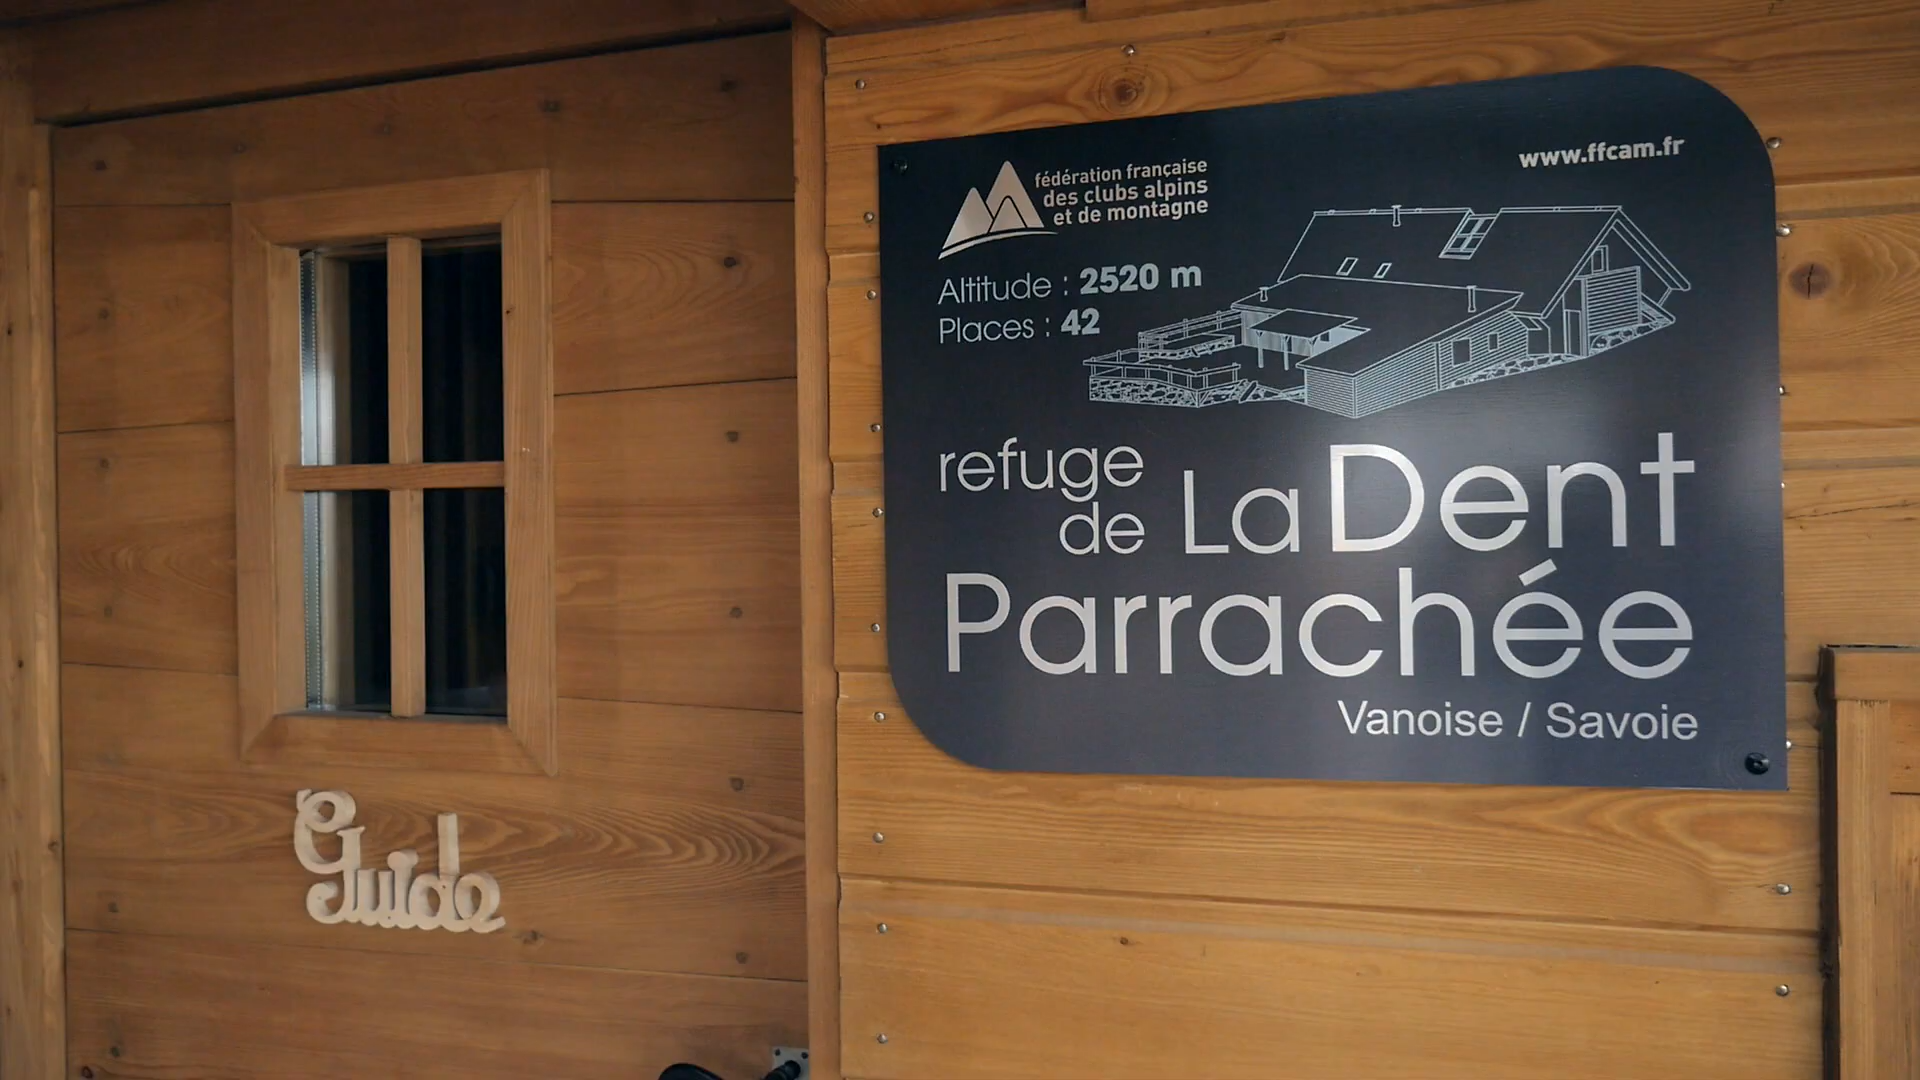 www.ffcam.fr
fédération française
des clubs alpins
et de montagne
Altitude : 2520 m
Places : 42
refuge
de La Dent
Parrachée
Vanoise / Savoie
Guide